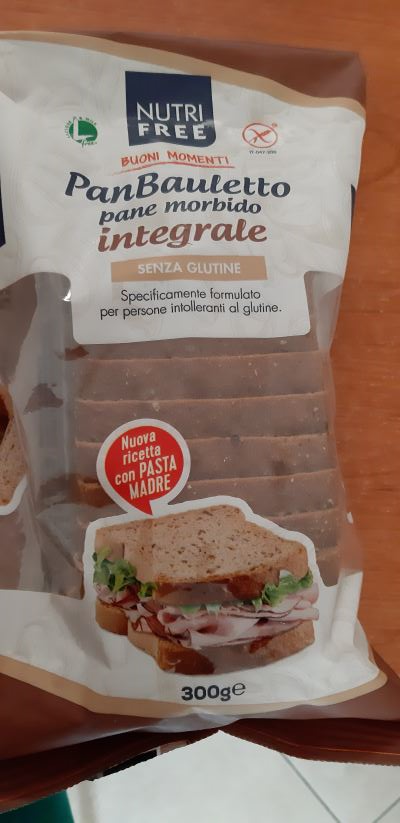 NUTRI
FREE
BUONI MOMENTI
PanBauletto
pane morbido
integrale
SENZA GLUTINE
Specificamente formulato
per persone intolleranti al glutine.
Nuova
ricetta
con PASTA
MADRE
300g℮